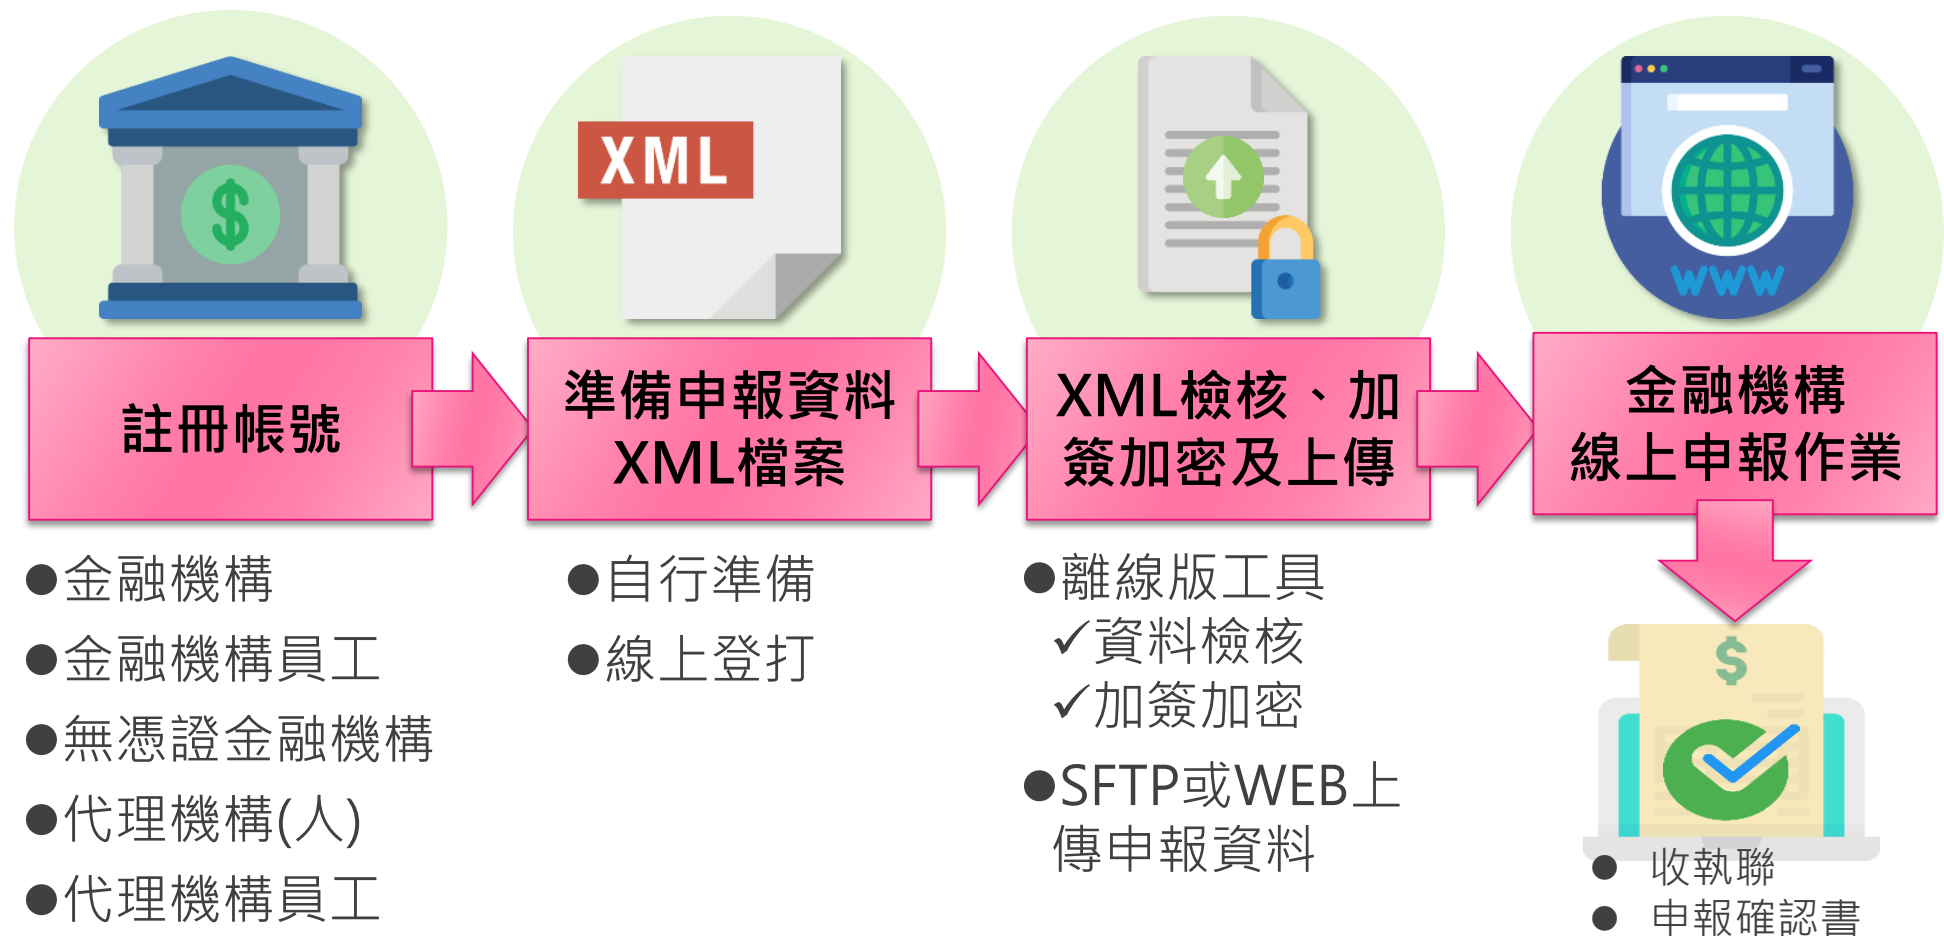 XML
WWW
註冊帳號
準備申報資料
XML檔案
XML檢核、加
簽加密及上傳
金融機構
線上申報作業
●金融機構
●金融機構員工
●無憑證金融機構
●代理機構(人)
●代理機構員工
●自行準備
●線上登打
●離線版工具
✓資料檢核
✓加簽加密
●SFTP或WEB上
傳申報資料
● 收執聯
● 申報確認書